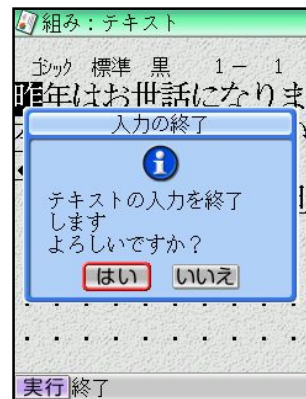 組み：テキスト
ゴシック 標準 黒 1－ 1
昨年はお世話になりま
入力の終了
テキストの入力を終了
します
よろしいですか？
はい いいえ
実行 終了